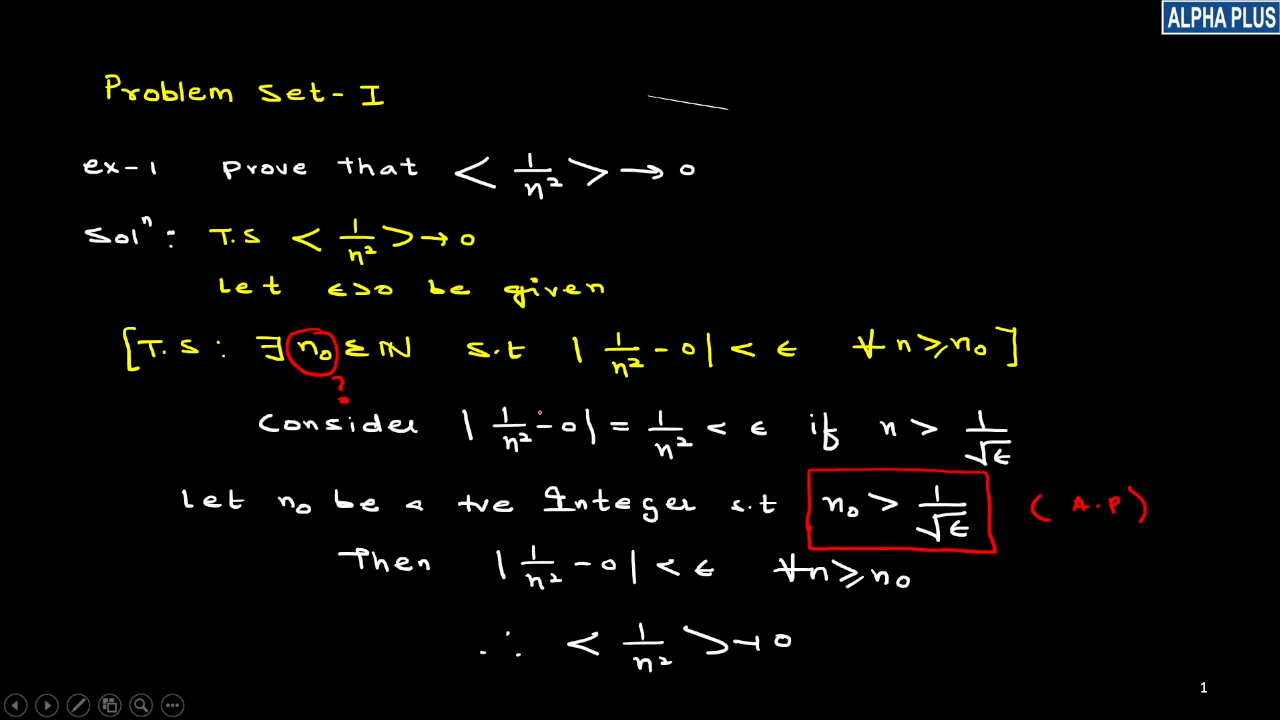 ALPHA PLUS
Problem Set-I
ex-1 prove that < 1/n² > → 0
Solⁿ: T.S < 1/n² > → 0
Let ϵ>0 be given
[T.S : ∃ n₀ ∈ ℕ s.t | 1/n² - 0| < ϵ ∀ n ≥ n₀ ]
?
Consider | 1/n² - 0| = 1/n² < ϵ if n > 1/√ϵ
Let n₀ be a +ve Integer s.t n₀ > 1/√ϵ (A.P)
Then | 1/n² - 0| < ϵ ∀ n ≥ n₀
∴ < 1/n² > → 0
1